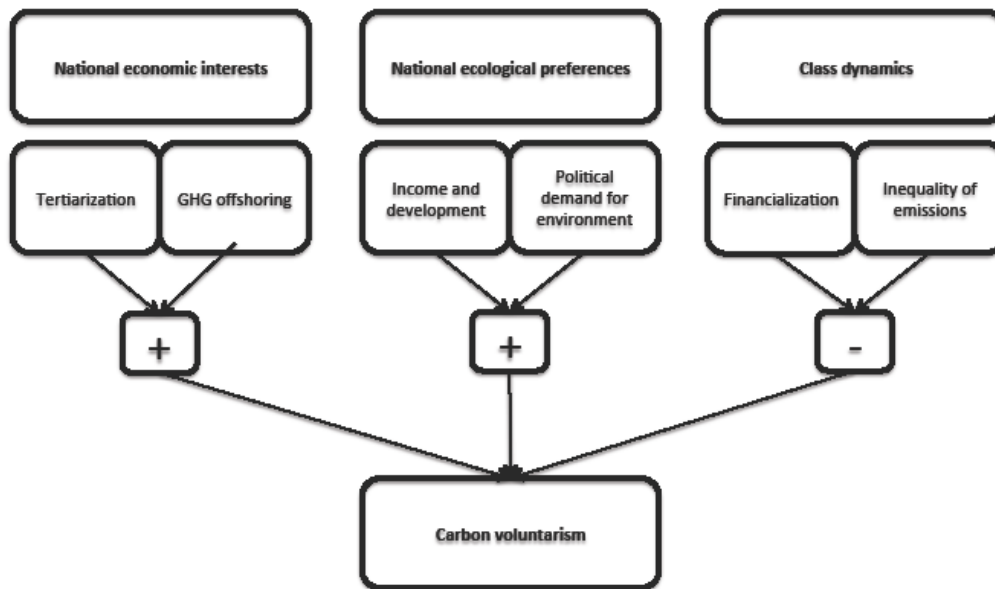 National economic interests
National ecological preferences
Class dynamics
Tertiarization
GHG offshoring
Income and
development
Political
demand for
environment
Financialization
Inequality of
emissions
+
+
-
Carbon voluntarism